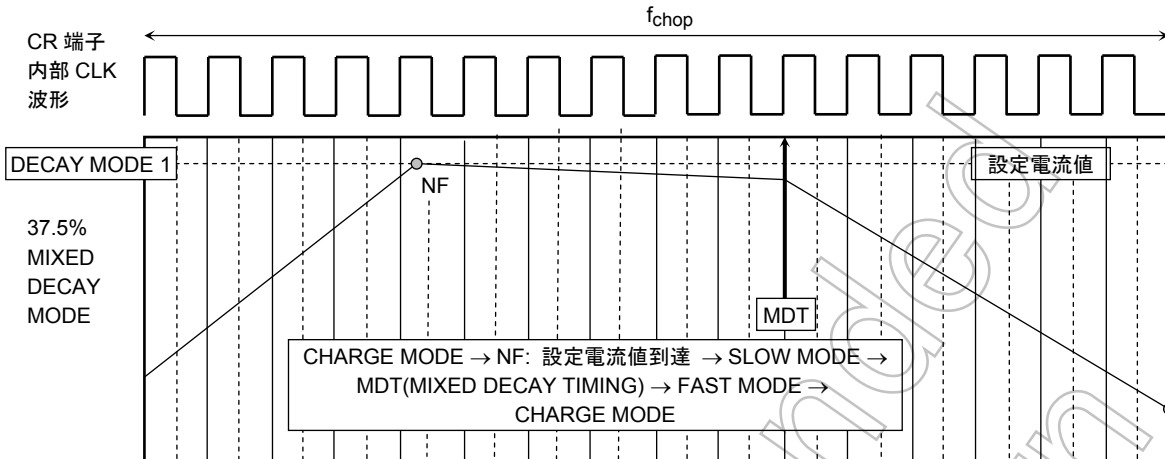 fchop
CR 端子
内部 CLK
波形
DECAY MODE 1
設定電流値
NF
37.5%
MIXED
DECAY
MODE
MDT
CHARGE MODE → NF: 設定電流値到達 → SLOW MODE →
MDT(MIXED DECAY TIMING) → FAST MODE →
CHARGE MODE